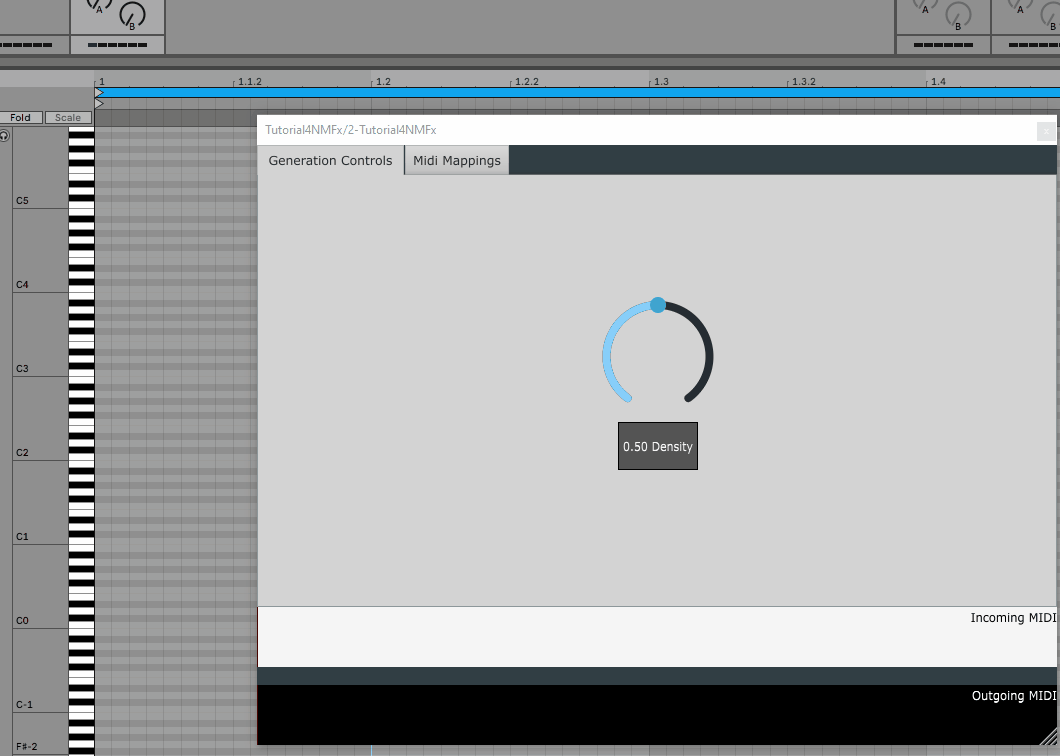 A
B
A
B
A
B
1
1.1.2
1.2
1.2.2
1.3
1.3.2
1.4
Fold
Scale
Tutorial4NMFx/2-Tutorial4NMFx
x
Generation Controls
Midi Mappings
C5
C4
C3
0.50 Density
C2
C1
C0
Incoming MIDI
Outgoing MIDI
C-1
F#-2